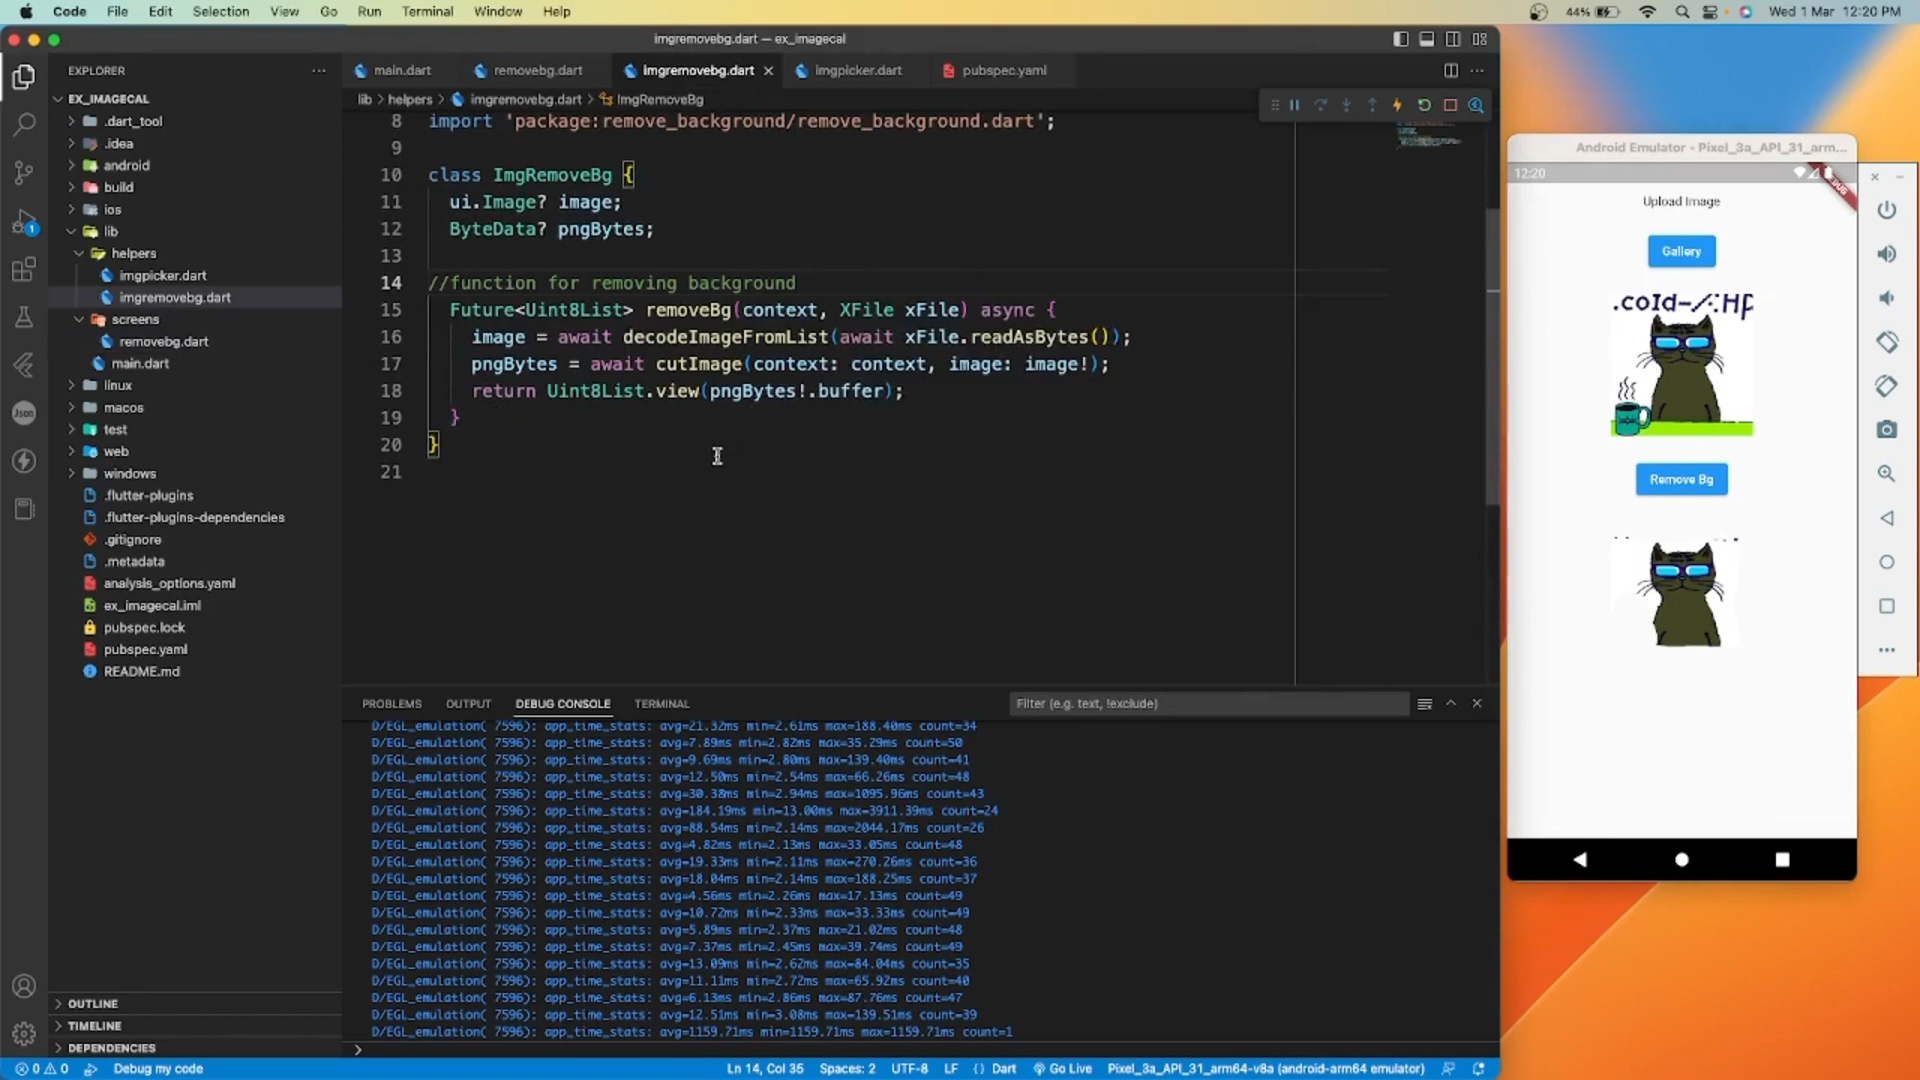 Code File Edit Selection View Go Run Terminal Window Help
44% Wed 1 Mar 12:20 PM
imgremovebg.dart — ex_imagecal
EXPLORER
EX_IMAGECAL
.dart_tool
.idea
android
build
ios
lib
helpers
imgpicker.dart
imgremovebg.dart
screens
removebg.dart
main.dart
linux
macos
test
web
windows
.flutter-plugins
.flutter-plugins-dependencies
.gitignore
.metadata
analysis_options.yaml
ex_imagecal.iml
pubspec.lock
pubspec.yaml
README.md
OUTLINE
TIMELINE
DEPENDENCIES
1
Json
main.dart removebg.dart imgremovebg.dart imgpicker.dart pubspec.yaml
lib > helpers > imgremovebg.dart > ImgRemoveBg
8 import 'package:remove_background/remove_background.dart';
9
10 class ImgRemoveBg {
11 ui.Image? image;
12 ByteData? pngBytes;
13
14 //function for removing background
15 Future<Uint8List> removeBg(context, XFile xFile) async {
16 image = await decodeImageFromList(await xFile.readAsBytes());
17 pngBytes = await cutImage(context: context, image: image!);
18 return Uint8List.view(pngBytes!.buffer);
19 }
20 }
21
PROBLEMS OUTPUT DEBUG CONSOLE TERMINAL
Filter (e.g. text, !exclude)
D/EGL_emulation( 7596): app_time_stats: avg=21.32ms min=2.61ms max=188.40ms count=34
D/EGL_emulation( 7596): app_time_stats: avg=7.89ms min=2.82ms max=35.29ms count=50
D/EGL_emulation( 7596): app_time_stats: avg=9.69ms min=2.80ms max=139.40ms count=41
D/EGL_emulation( 7596): app_time_stats: avg=12.50ms min=2.54ms max=66.26ms count=48
D/EGL_emulation( 7596): app_time_stats: avg=30.38ms min=2.94ms max=1095.96ms count=43
D/EGL_emulation( 7596): app_time_stats: avg=184.19ms min=13.00ms max=3911.39ms count=24
D/EGL_emulation( 7596): app_time_stats: avg=88.54ms min=2.14ms max=2044.17ms count=26
D/EGL_emulation( 7596): app_time_stats: avg=4.82ms min=2.13ms max=33.05ms count=48
D/EGL_emulation( 7596): app_time_stats: avg=19.33ms min=2.11ms max=270.26ms count=36
D/EGL_emulation( 7596): app_time_stats: avg=18.04ms min=2.14ms max=188.25ms count=37
D/EGL_emulation( 7596): app_time_stats: avg=4.56ms min=2.26ms max=17.13ms count=49
D/EGL_emulation( 7596): app_time_stats: avg=10.72ms min=2.33ms max=33.33ms count=49
D/EGL_emulation( 7596): app_time_stats: avg=5.89ms min=2.37ms max=21.02ms count=48
D/EGL_emulation( 7596): app_time_stats: avg=7.37ms min=2.45ms max=39.74ms count=49
D/EGL_emulation( 7596): app_time_stats: avg=13.09ms min=2.62ms max=84.04ms count=35
D/EGL_emulation( 7596): app_time_stats: avg=11.11ms min=2.72ms max=65.92ms count=40
D/EGL_emulation( 7596): app_time_stats: avg=6.13ms min=2.86ms max=87.76ms count=47
D/EGL_emulation( 7596): app_time_stats: avg=12.51ms min=3.08ms max=139.51ms count=39
D/EGL_emulation( 7596): app_time_stats: avg=1159.71ms min=1159.71ms max=1159.71ms count=1
0 0 Debug my code Ln 14, Col 35 Spaces: 2 UTF-8 LF {} Dart Go Live Pixel_3a_API_31_arm64-v8a (android-arm64 emulator)
Android Emulator - Pixel_3a_API_31_arm...
12:20
Upload Image
Gallery
Remove Bg